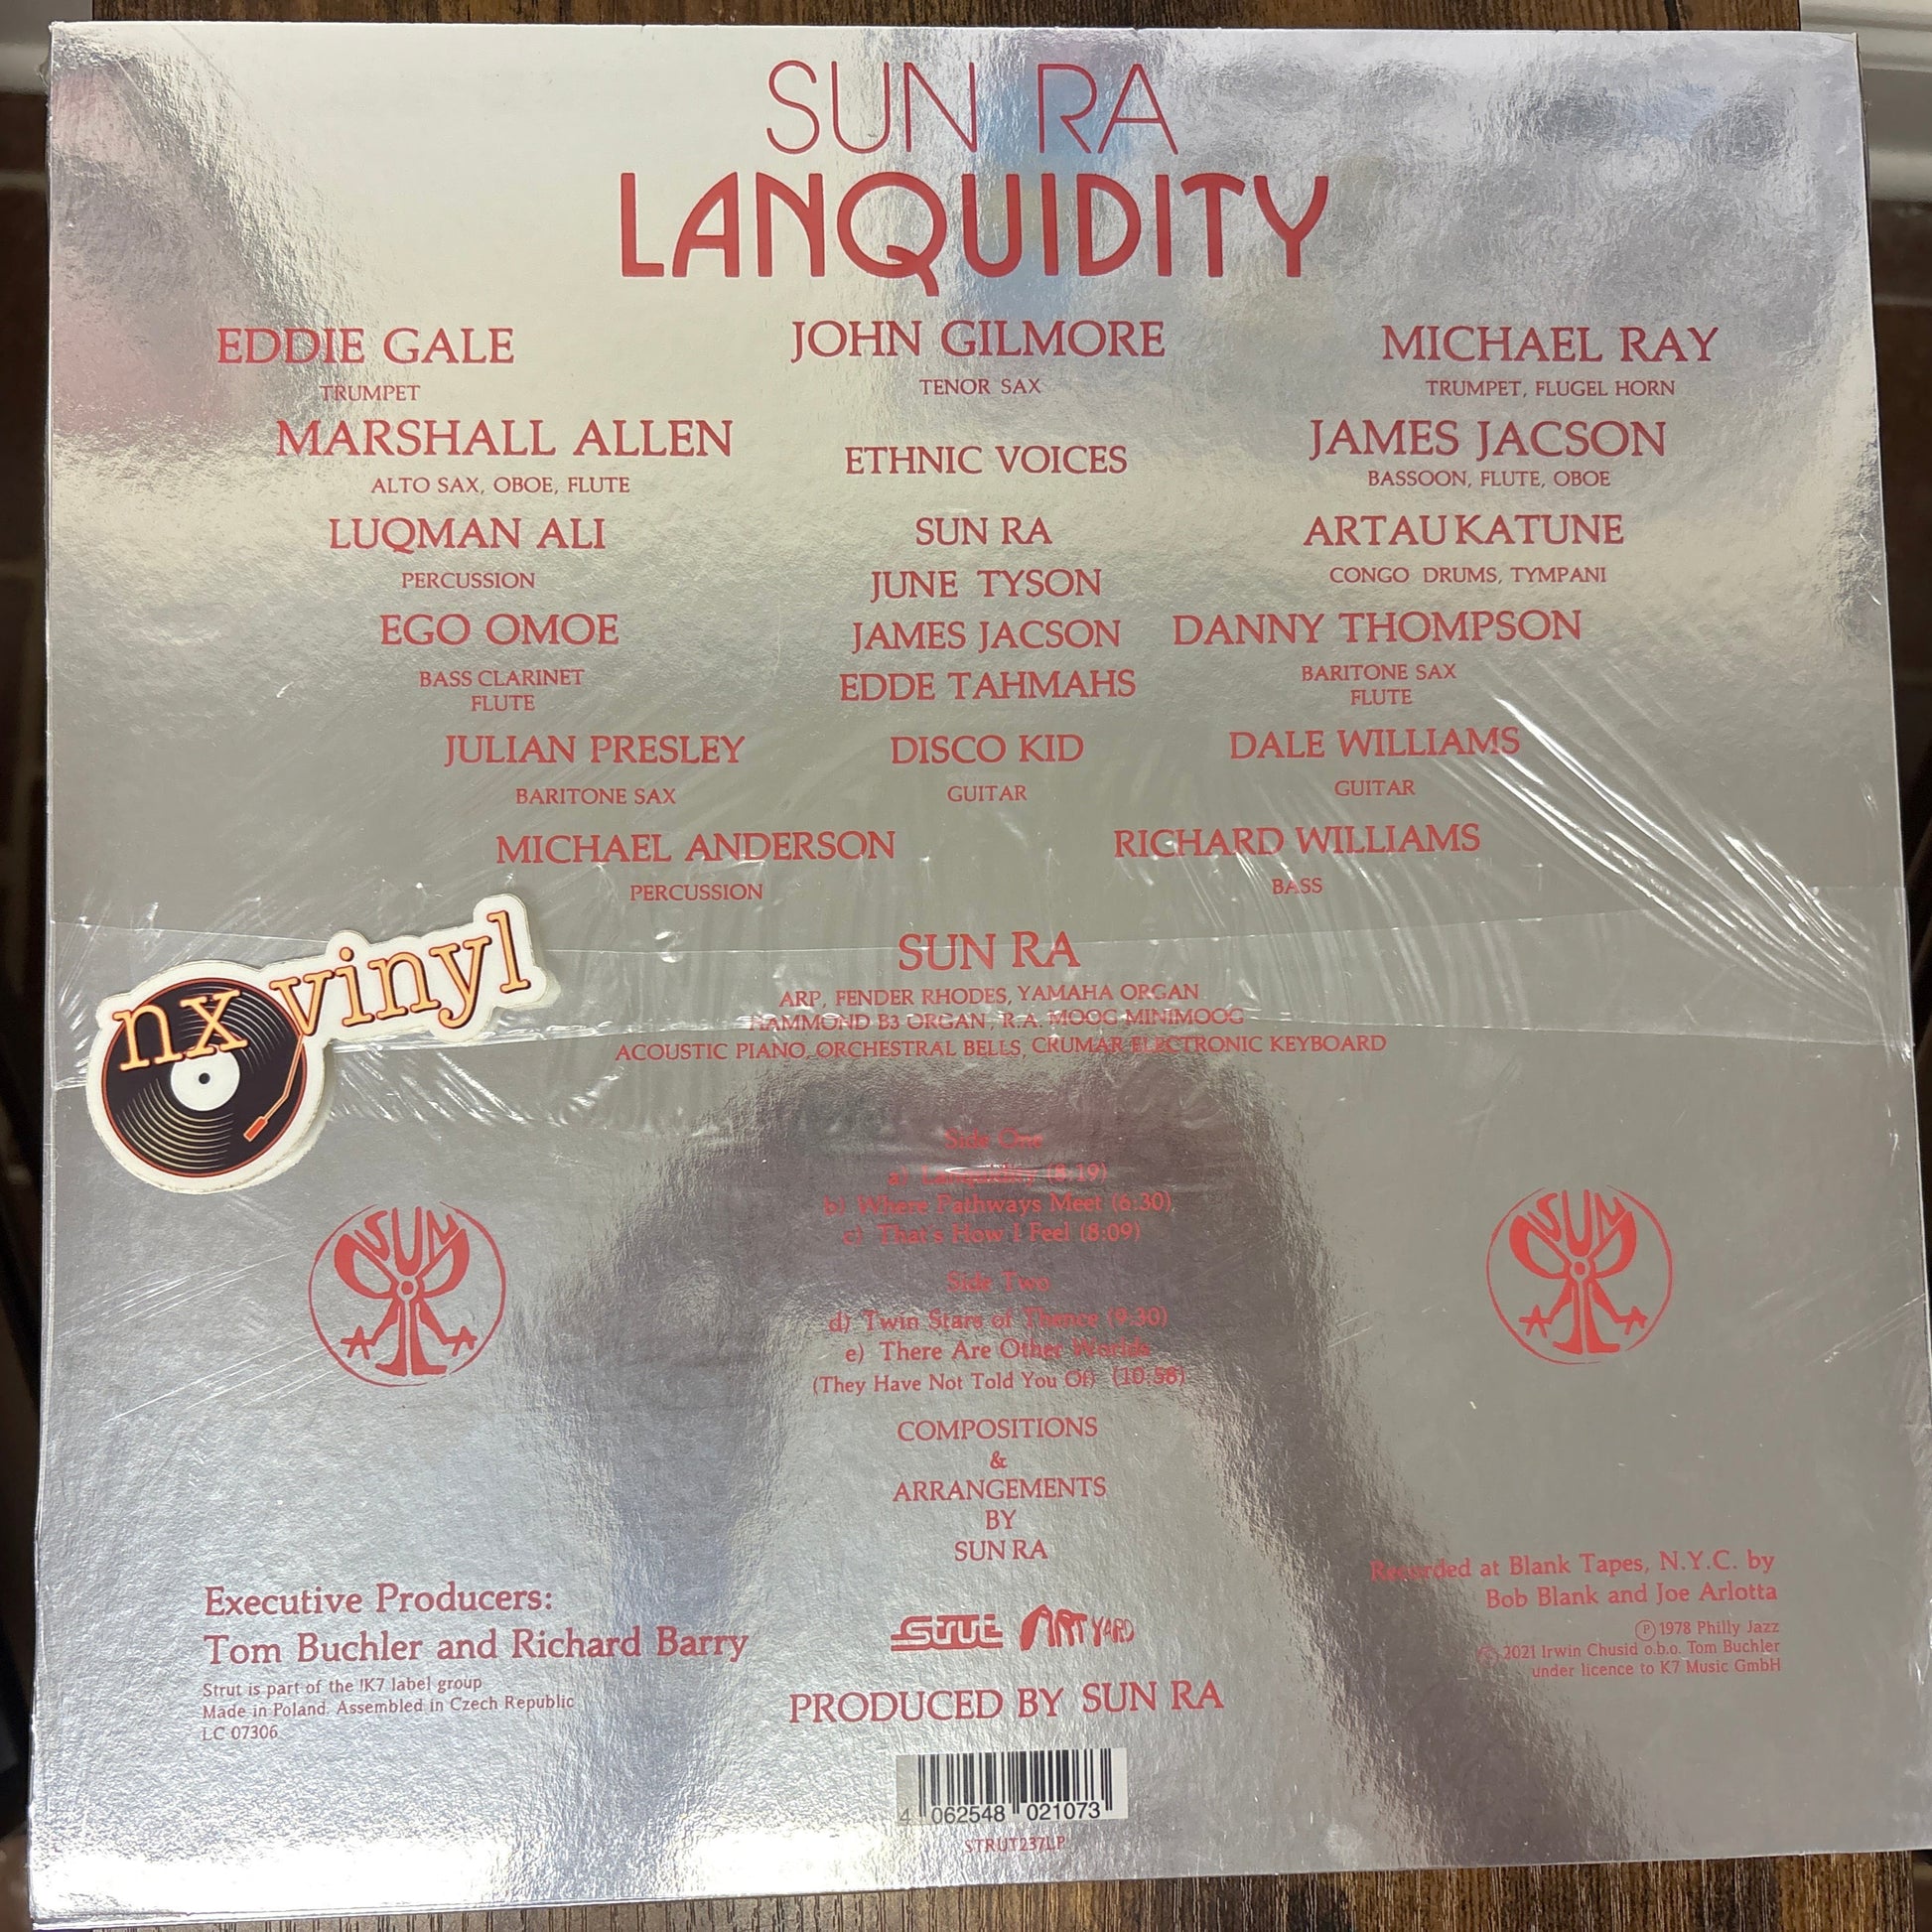 SUN RA
LANQUIDITY
EDDIE GALE
TRUMPET
JOHN GILMORE
TENOR SAX
MICHAEL RAY
TRUMPET, FLUGEL HORN
MARSHALL ALLEN
ALTO SAX, OBOE, FLUTE
ETHNIC VOICES
JAMES JACSON
BASSOON, FLUTE, OBOE
LUQMAN ALI
PERCUSSION
SUN RA
JUNE TYSON
JAMES JACSON
EDDE TAHMAHS
ARTAUKATUNE
CONGO DRUMS, TYMPANI
EGO OMOE
BASS CLARINET
FLUTE
DANNY THOMPSON
BARITONE SAX
FLUTE
JULIAN PRESLEY
BARITONE SAX
DISCO KID
GUITAR
DALE WILLIAMS
GUITAR
MICHAEL ANDERSON
PERCUSSION
RICHARD WILLIAMS
BASS
SUN RA
ARP, FENDER RHODES, YAMAHA ORGAN
HAMMOND B3 ORGAN, R.A. MOOG MINIMOOG
ACOUSTIC PIANO, ORCHESTRAL BELLS, CRUMAR ELECTRONIC KEYBOARD
nx vinyl
Side One
a) Lanquidity (8:19)
b) Where Pathways Meet (6:30)
c) That's How I Feel (8:09)
Side Two
d) Twin Stars of Thence (9:30)
e) There Are Other Worlds
(They Have Not Told You Of) (10:58)
SUN
RA
SUN
RA
COMPOSITIONS
&
ARRANGEMENTS
BY
SUN RA
Executive Producers:
Tom Buchler and Richard Barry
Strut is part of the !K7 label group
Made in Poland. Assembled in Czech Republic
LC 07306
STRUT ARTYARD
PRODUCED BY SUN RA
Recorded at Blank Tapes, N.Y.C. by
Bob Blank and Joe Arlotta
℗ 1978 Philly Jazz
© 2021 Irwin Chusid o.b.o. Tom Buchler
under licence to K7 Music GmbH
4 062548 021073
STRUT237LP